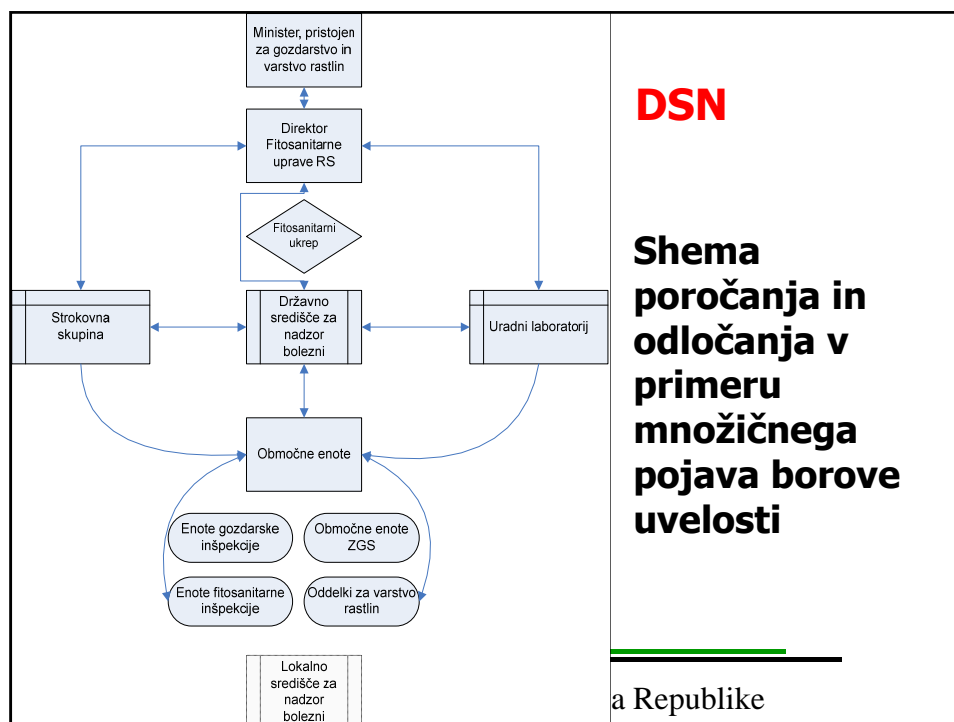 Minister, pristojen
za gozdarstvo in
varstvo rastlin
Direktor
Fitosanitarne
uprave RS
Fitosanitarni
ukrep
Strokovna
skupina
Državno
središče za
nadzor
bolezni
Uradni laboratorij
Območne enote
Enote gozdarske
inšpekcije
Območne enote
ZGS
Enote fitosanitarne
inšpekcije
Oddelki za varstvo
rastlin
Lokalno
središče za
nadzor
bolezni
DSN
Shema
poročanja in
odločanja v
primeru
množičnega
pojava borove
uvelosti
a Republike